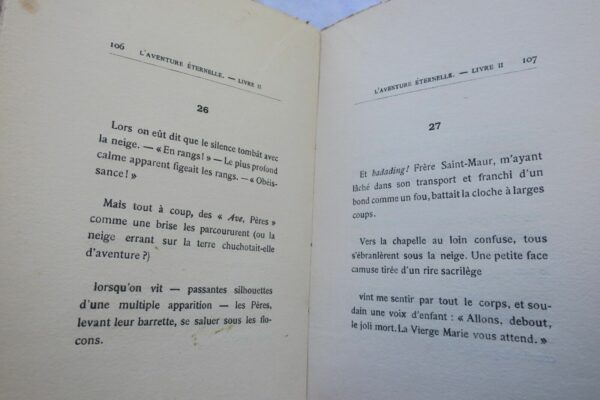 106
L'AVENTURE ÉTERNELLE. — LIVRE II
26
Lors on eût dit que le silence tombât avec
la neige. — « En rangs! » — Le plus profond
calme apparent figeait les rangs. — « Obéis-
sance! »
Mais tout à coup, des « Ave, Pères »
comme une brise les parcoururent (ou la
neige errant sur la terre chuchotait-elle
d'aventure ?)
lorsqu'on vit — passantes silhouettes
d'une multiple apparition — les Pères,
levant leur barrette, se saluer sous les flo-
cons.
L'AVENTURE ÉTERNELLE. — LIVRE II
107
27
Et badading! Frère Saint-Maur, m'ayant
lâché dans son transport et franchi d'un
bond comme un fou, battait la cloche à larges
coups.
Vers la chapelle au loin confuse, tous
s'ébranlèrent sous la neige. Une petite face
camuse tirée d'un rire sacrilège
vint me sentir par tout le corps, et sou-
dain une voix d'enfant : « Allons, debout,
le joli mort. La Vierge Marie vous attend. »